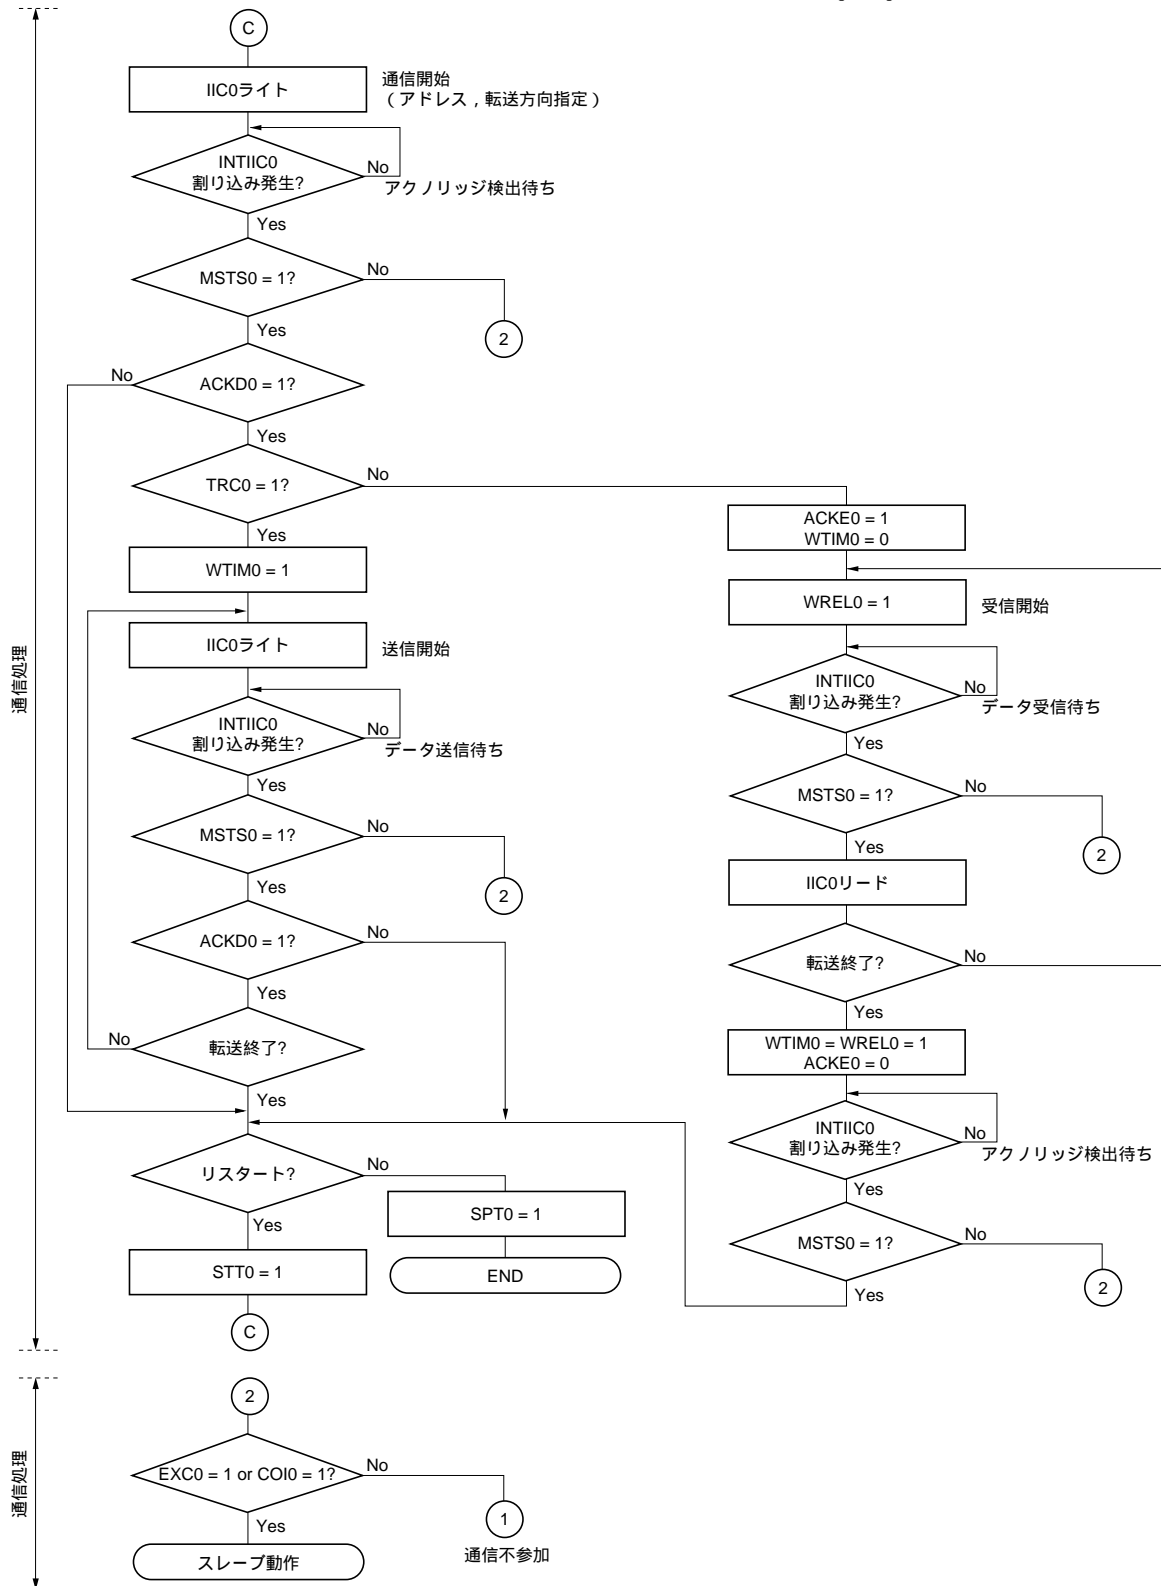 C
IIC0ライト
通信開始
（アドレス，転送方向指定）
INTIIC0
割り込み発生?
No
アクノリッジ検出待ち
Yes
MSTS0 = 1?
No
2
Yes
ACKD0 = 1?
No
Yes
TRC0 = 1?
No
Yes
WTIM0 = 1
IIC0ライト
送信開始
INTIIC0
割り込み発生?
No
データ送信待ち
Yes
MSTS0 = 1?
No
2
Yes
ACKD0 = 1?
No
Yes
転送終了?
No
Yes
リスタート?
No
SPT0 = 1
END
Yes
STT0 = 1
C
ACKE0 = 1
WTIM0 = 0
WREL0 = 1
受信開始
INTIIC0
割り込み発生?
No
データ受信待ち
Yes
MSTS0 = 1?
No
2
Yes
IIC0リード
転送終了?
No
Yes
WTIM0 = WREL0 = 1
ACKE0 = 0
INTIIC0
割り込み発生?
No
アクノリッジ検出待ち
Yes
MSTS0 = 1?
No
2
Yes
通信処理
2
EXC0 = 1 or COI0 = 1?
No
1
通信不参加
Yes
スレーブ動作
通信処理